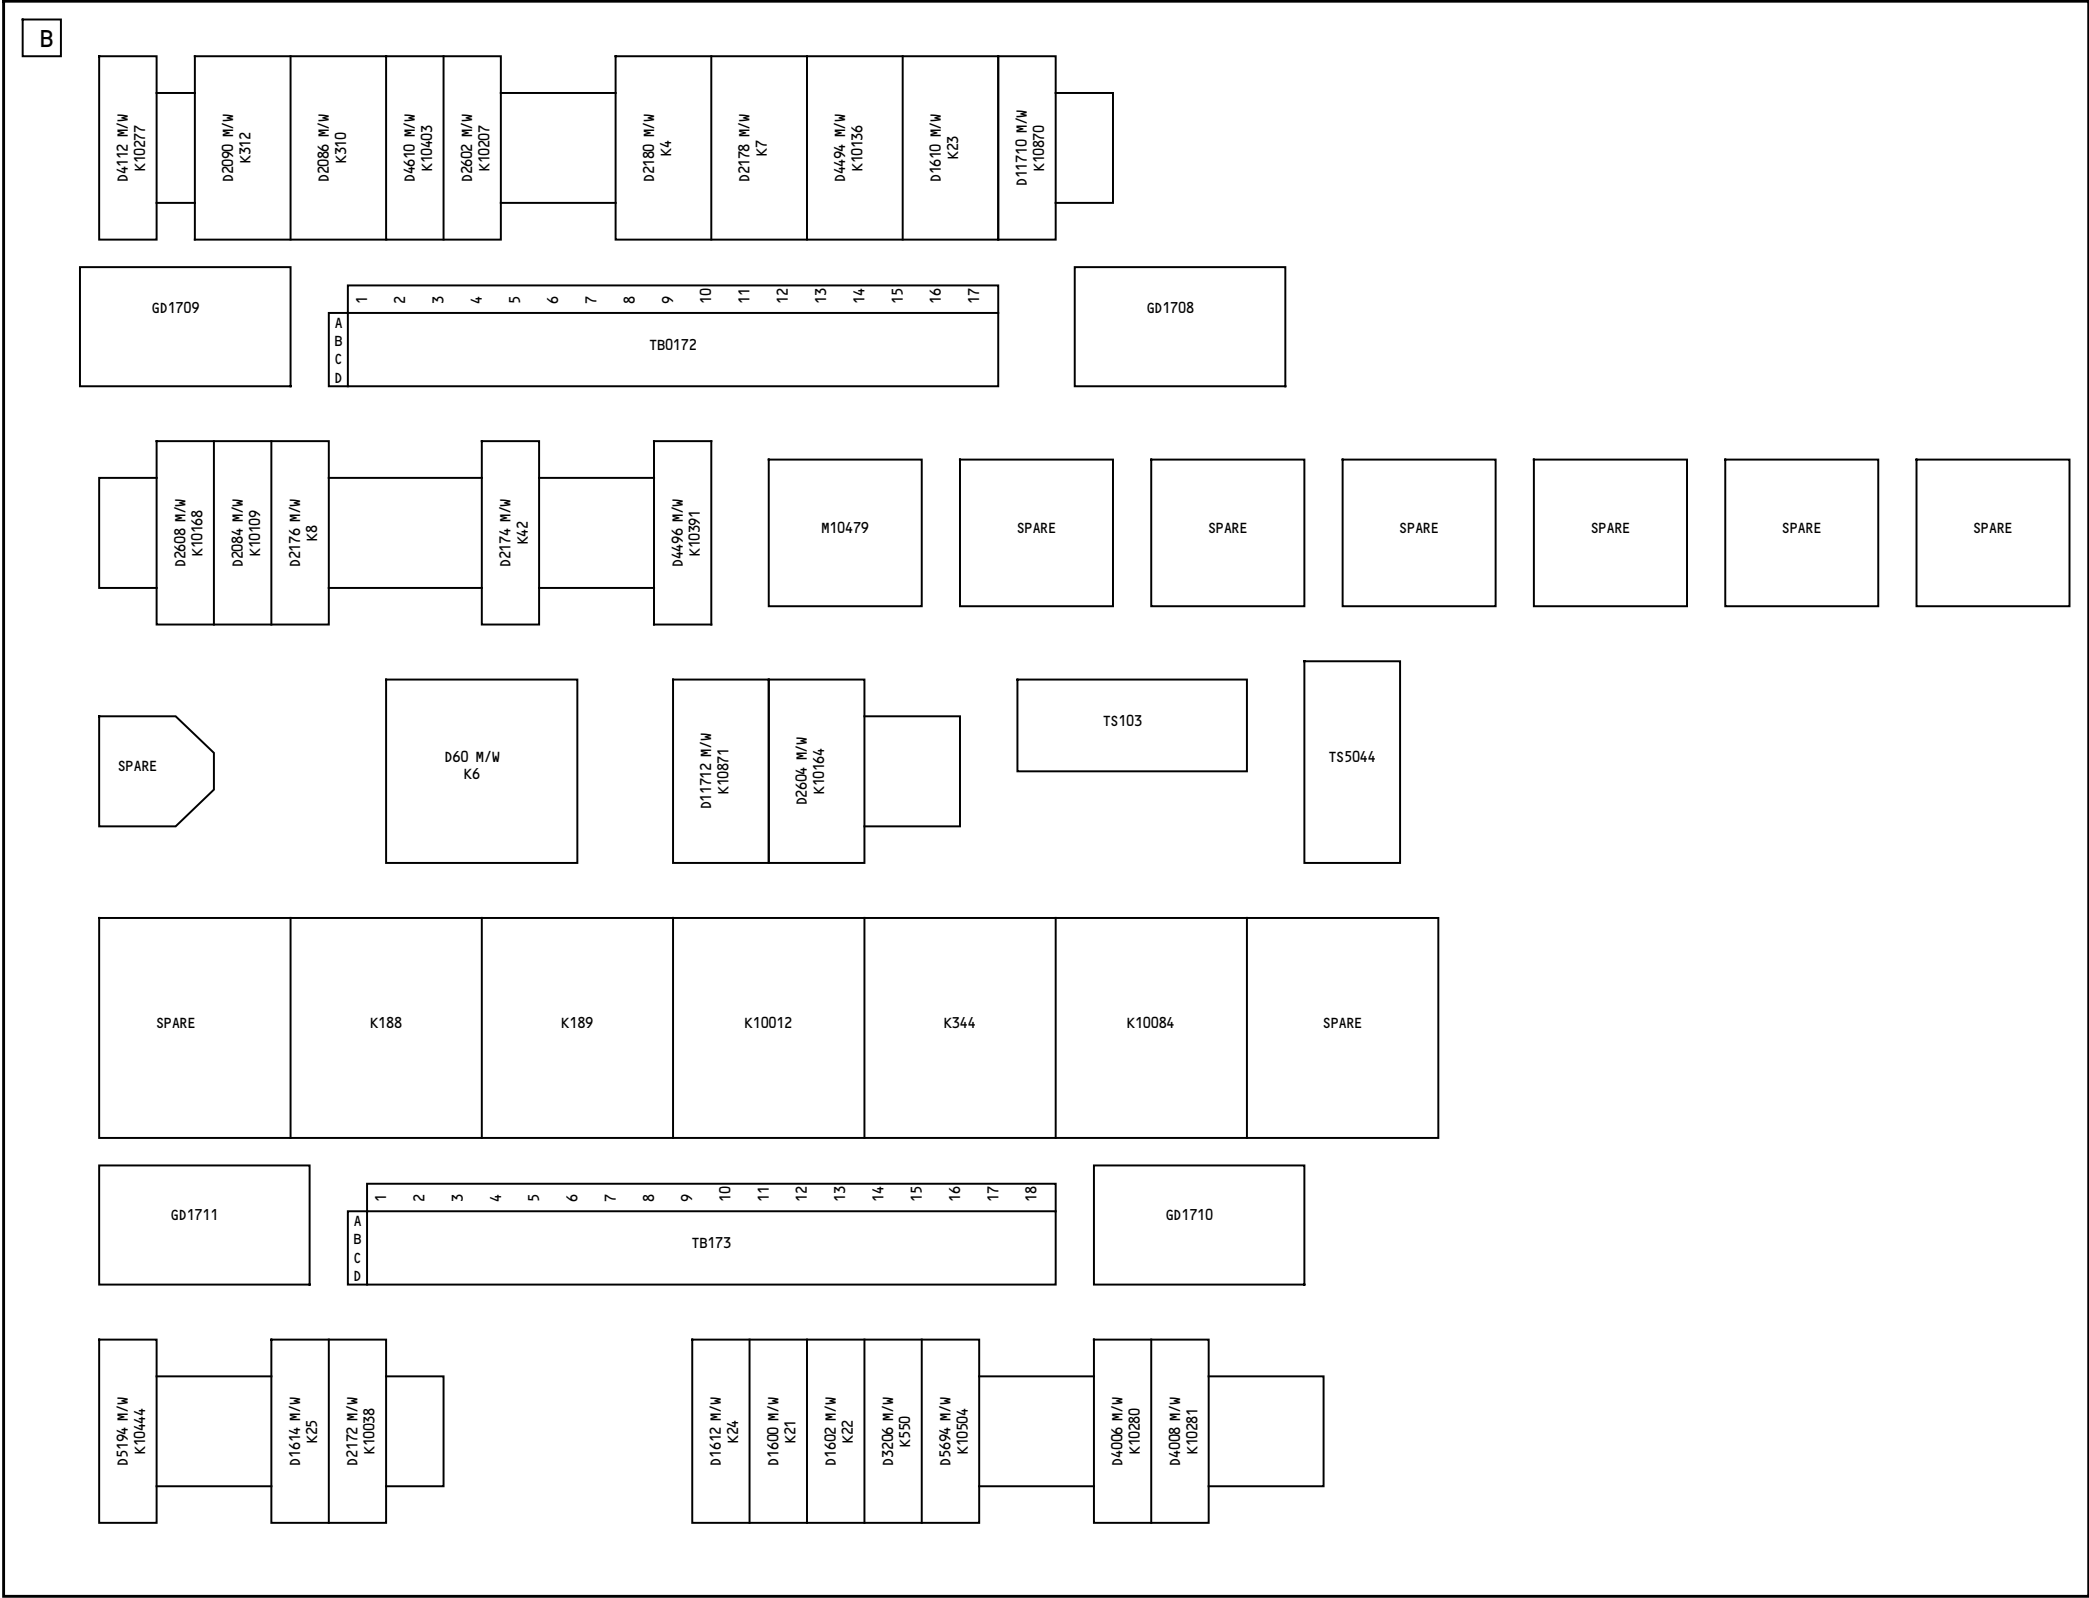 B
D4112 M/W
K10277
D2090 M/W
K312
D2086 M/W
K310
D4610 M/W
K10403
D2602 M/W
K10207
D2180 M/W
K4
D2178 M/W
K7
D4494 M/W
K10136
D1610 M/W
K23
D11710 M/W
K10870
GD1709
1 2 3 4 5 6 7 8 9 10 11 12 13 14 15 16 17
A
B
C
D
TB0172
GD1708
D2608 M/W
K10168
D2084 M/W
K10109
D2176 M/W
K8
D2174 M/W
K42
D4496 M/W
K10391
M10479
SPARE
SPARE
SPARE
SPARE
SPARE
SPARE
SPARE
D60 M/W
K6
D11712 M/W
K10871
D2604 M/W
K10164
TS103
TS5044
SPARE
K188
K189
K10012
K344
K10084
SPARE
GD1711
1 2 3 4 5 6 7 8 9 10 11 12 13 14 15 16 17 18
A
B
C
D
TB173
GD1710
D5194 M/W
K10444
D1614 M/W
K25
D2172 M/W
K10038
D1612 M/W
K24
D1600 M/W
K21
D1602 M/W
K22
D3206 M/W
K550
D5694 M/W
K10504
D4006 M/W
K10280
D4008 M/W
K10281